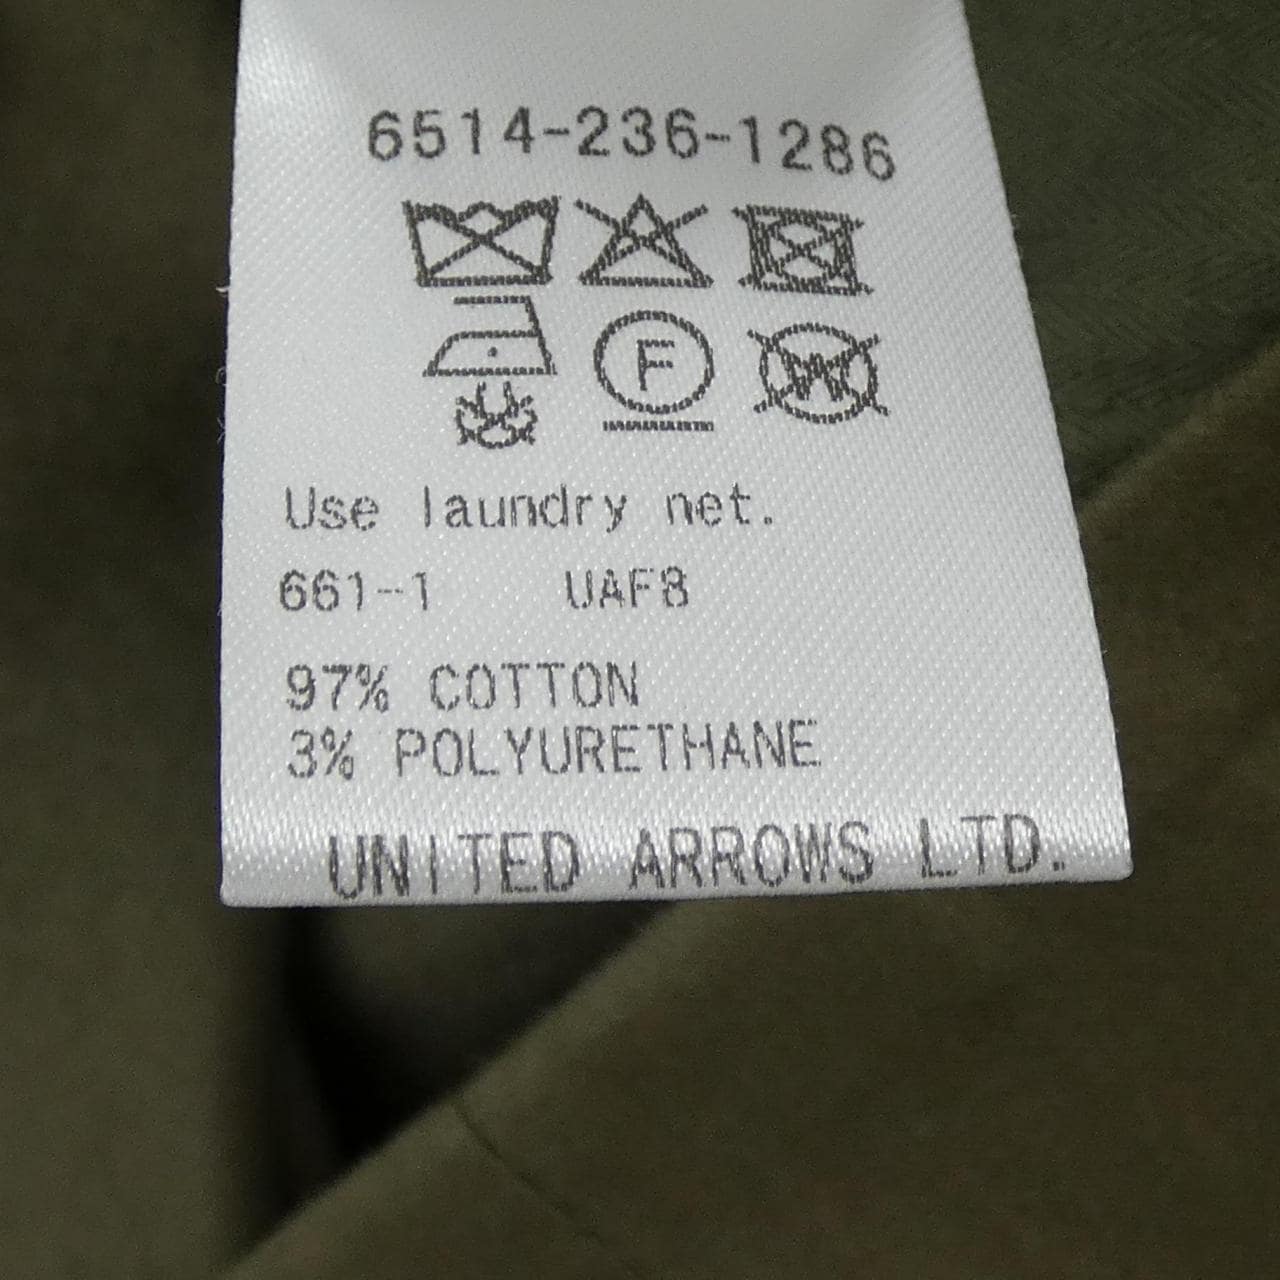 6514-236-1286
F W
Use laundry net.
661-1 UAF8
97% COTTON
3% POLYURETHANE
UNITED ARROWS LTD.